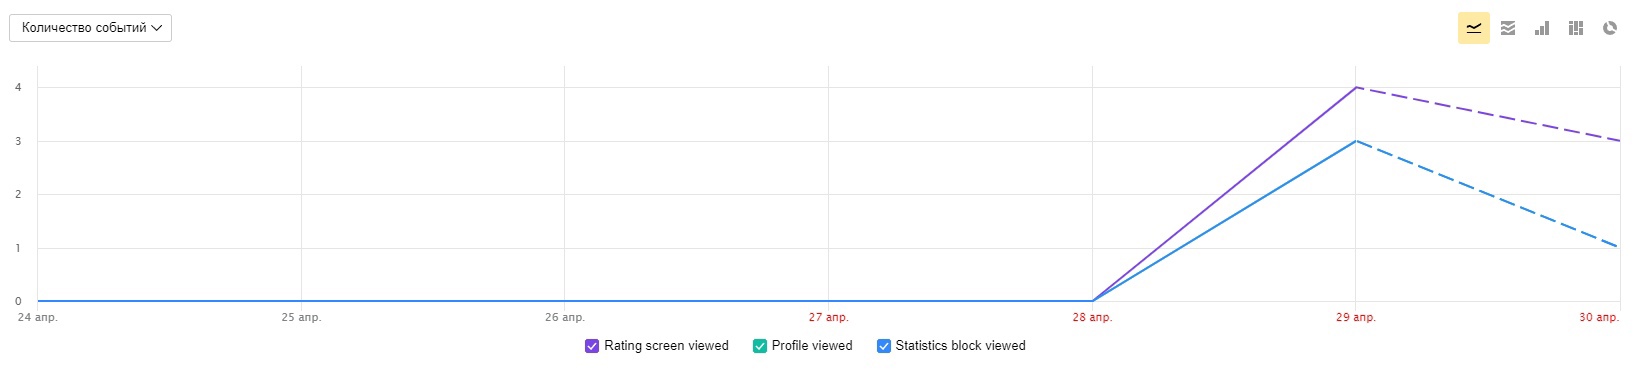 Количество событий
4
3
2
1
0
24 апр. 25 апр. 26 апр. 27 апр. 28 апр. 29 апр. 30 апр.
Rating screen viewed Profile viewed Statistics block viewed